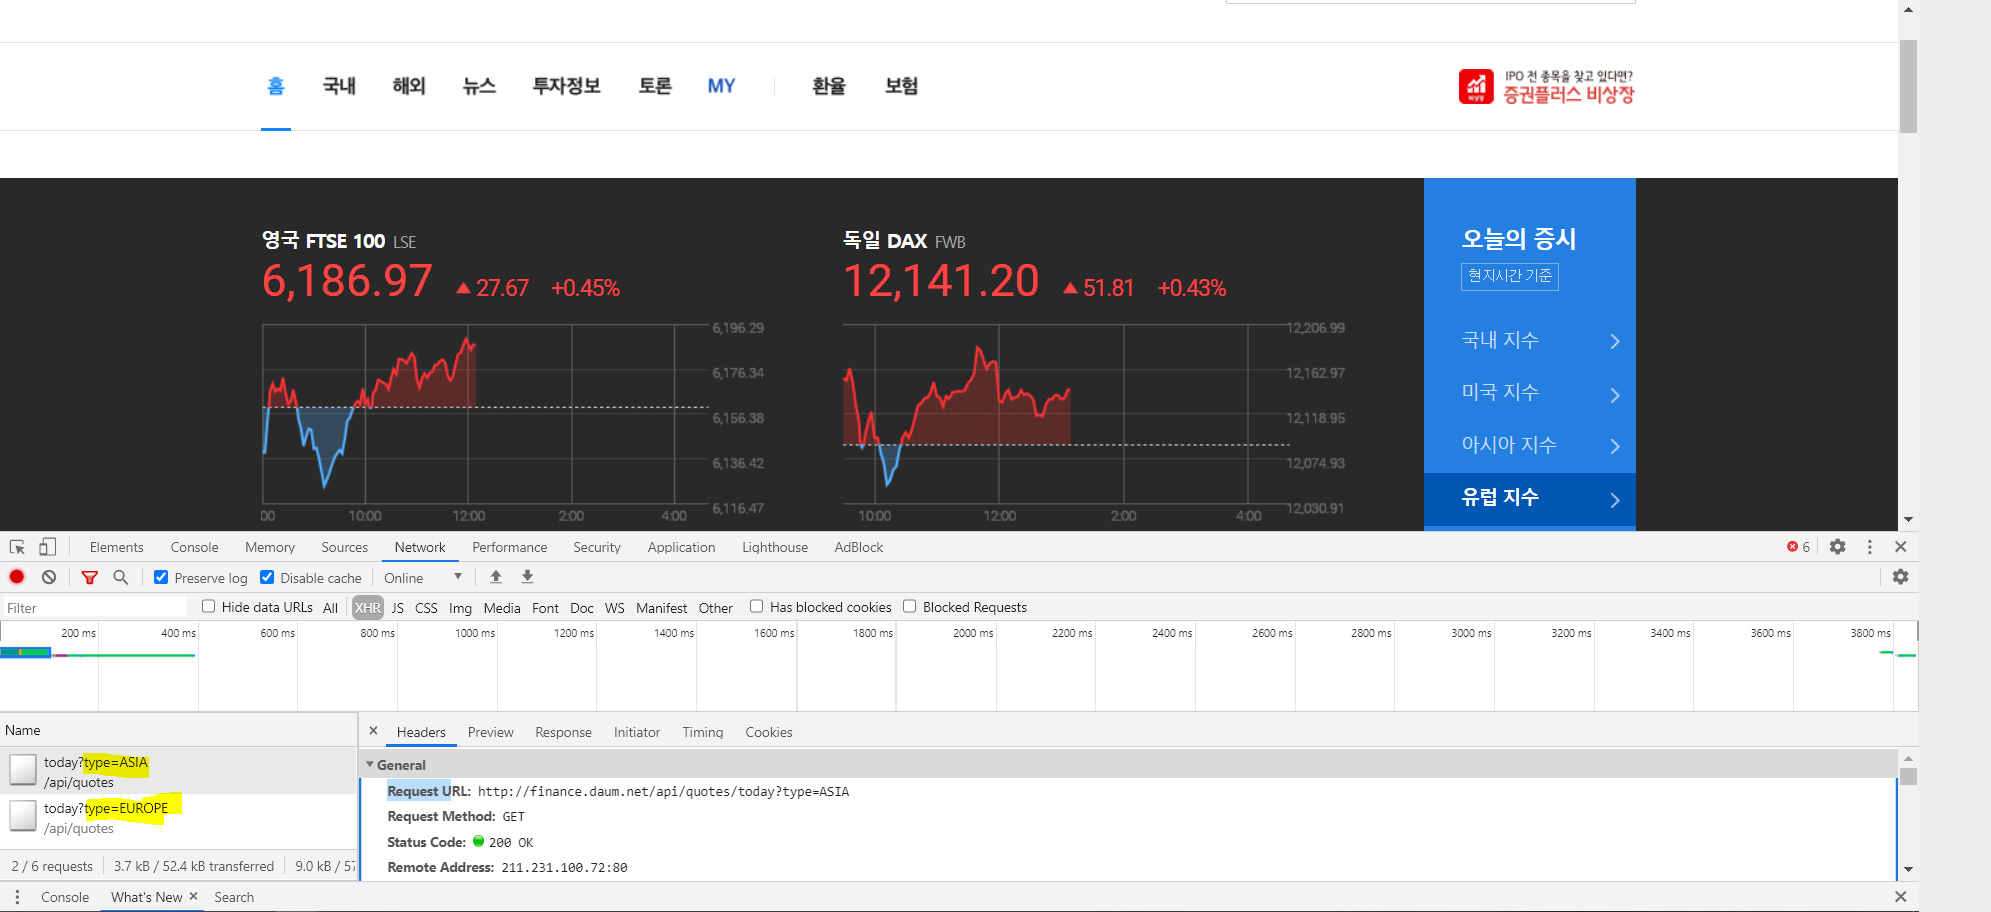 홈 국내 해외 뉴스 투자정보 토론 MY 환율 보험
IPO 전 종목을 찾고 있다면?
증권플러스 비상장
비상장
영국 FTSE 100 LSE
6,186.97 ▲27.67 +0.45%
6,196.29
6,176.34
6,156.38
6,136.42
6,116.47
00 10:00 12:00 2:00 4:00
독일 DAX FWB
12,141.20 ▲51.81 +0.43%
12,206.99
12,162.97
12,118.95
12,074.93
12,030.91
10:00 12:00 2:00 4:00
오늘의 증시
현지시간 기준
국내 지수
미국 지수
아시아 지수
유럽 지수
Elements Console Memory Sources Network Performance Security Application Lighthouse AdBlock 6
Preserve log Disable cache Online
Filter Hide data URLs All XHR JS CSS Img Media Font Doc WS Manifest Other Has blocked cookies Blocked Requests
200 ms 400 ms 600 ms 800 ms 1000 ms 1200 ms 1400 ms 1600 ms 1800 ms 2000 ms 2200 ms 2400 ms 2600 ms 2800 ms 3000 ms 3200 ms 3400 ms 3600 ms 3800 ms
Name
today?type=ASIA
/api/quotes
today?type=EUROPE
/api/quotes
2 / 6 requests 3.7 kB / 52.4 kB transferred 9.0 kB / 57
Headers Preview Response Initiator Timing Cookies
General
Request URL: http://finance.daum.net/api/quotes/today?type=ASIA
Request Method: GET
Status Code: 200 OK
Remote Address: 211.231.100.72:80
Console What's New Search